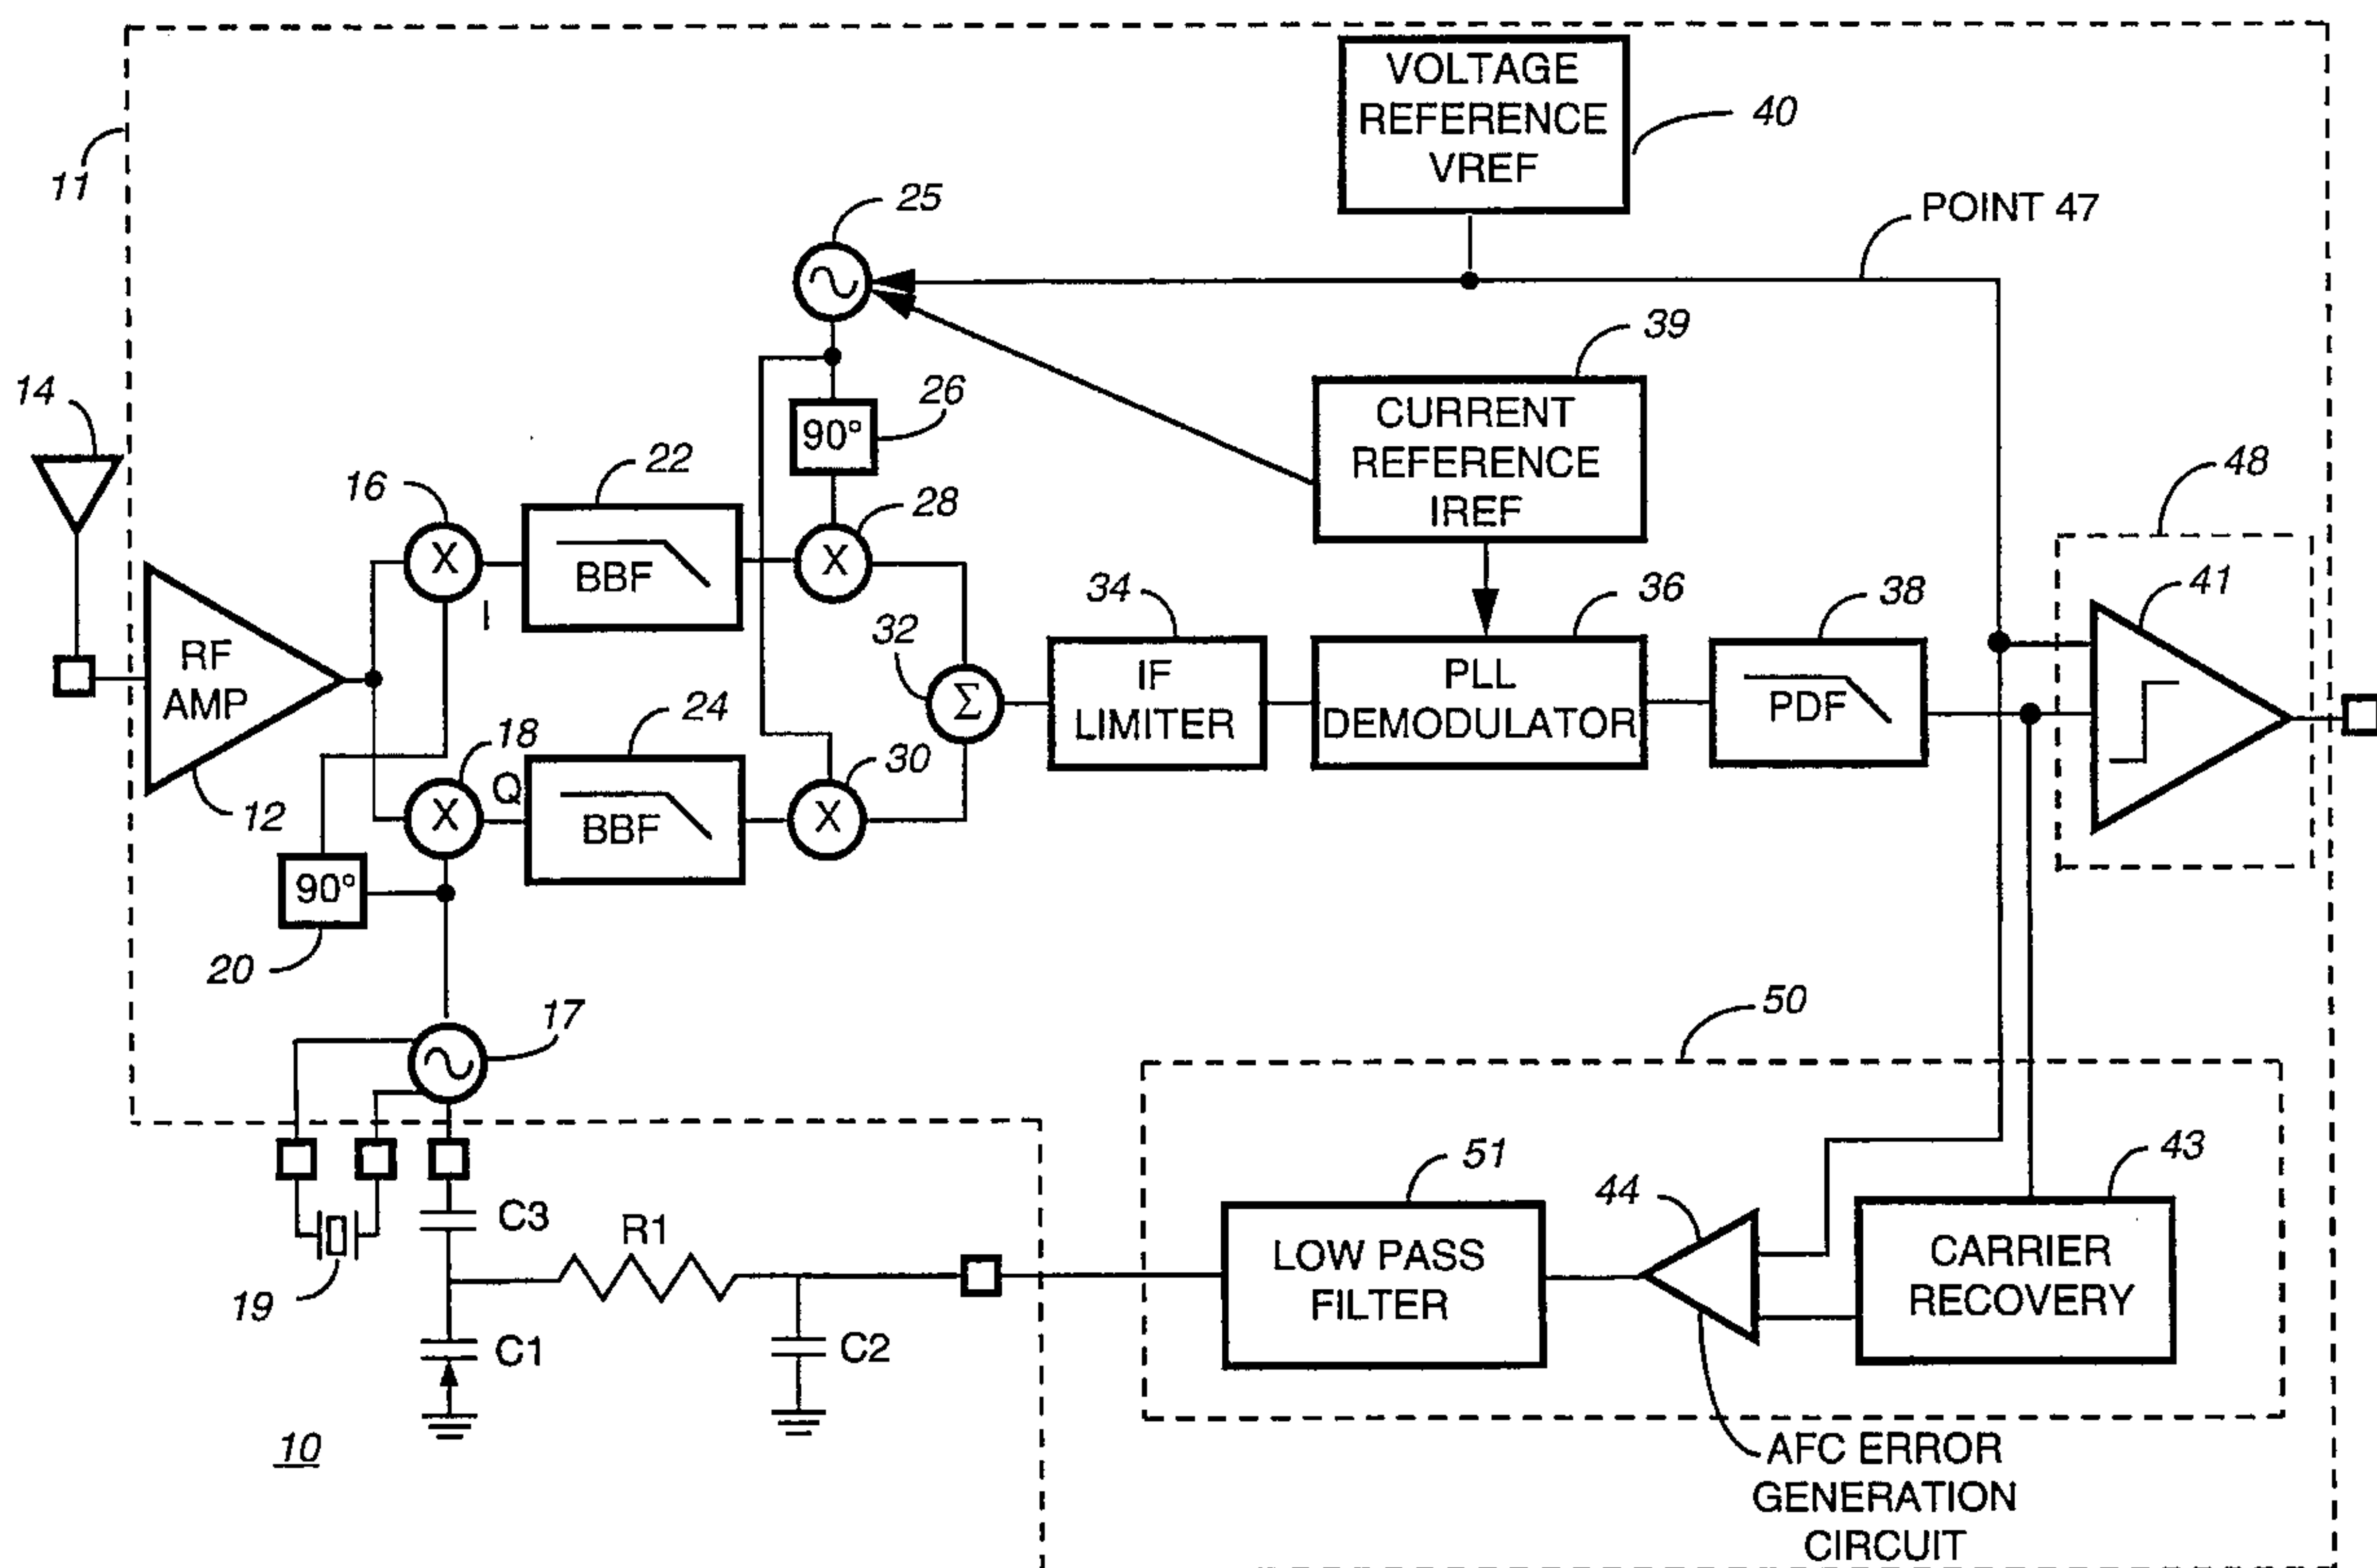 VOLTAGE
REFERENCE
VREF
40
11
25
POINT 47
39
14
26
90°
CURRENT
REFERENCE
IREF
48
16
22
28
BBF
X
X
I
34
36
38
41
32
RF
AMP
IF
LIMITER
PLL
DEMODULATOR
PDF
Σ
24
18
30
12
Q
X
BBF
X
90°
20
17
50
51
44
43
C3
R1
LOW PASS
FILTER
CARRIER
RECOVERY
19
C1
C2
10
AFC ERROR
GENERATION
CIRCUIT